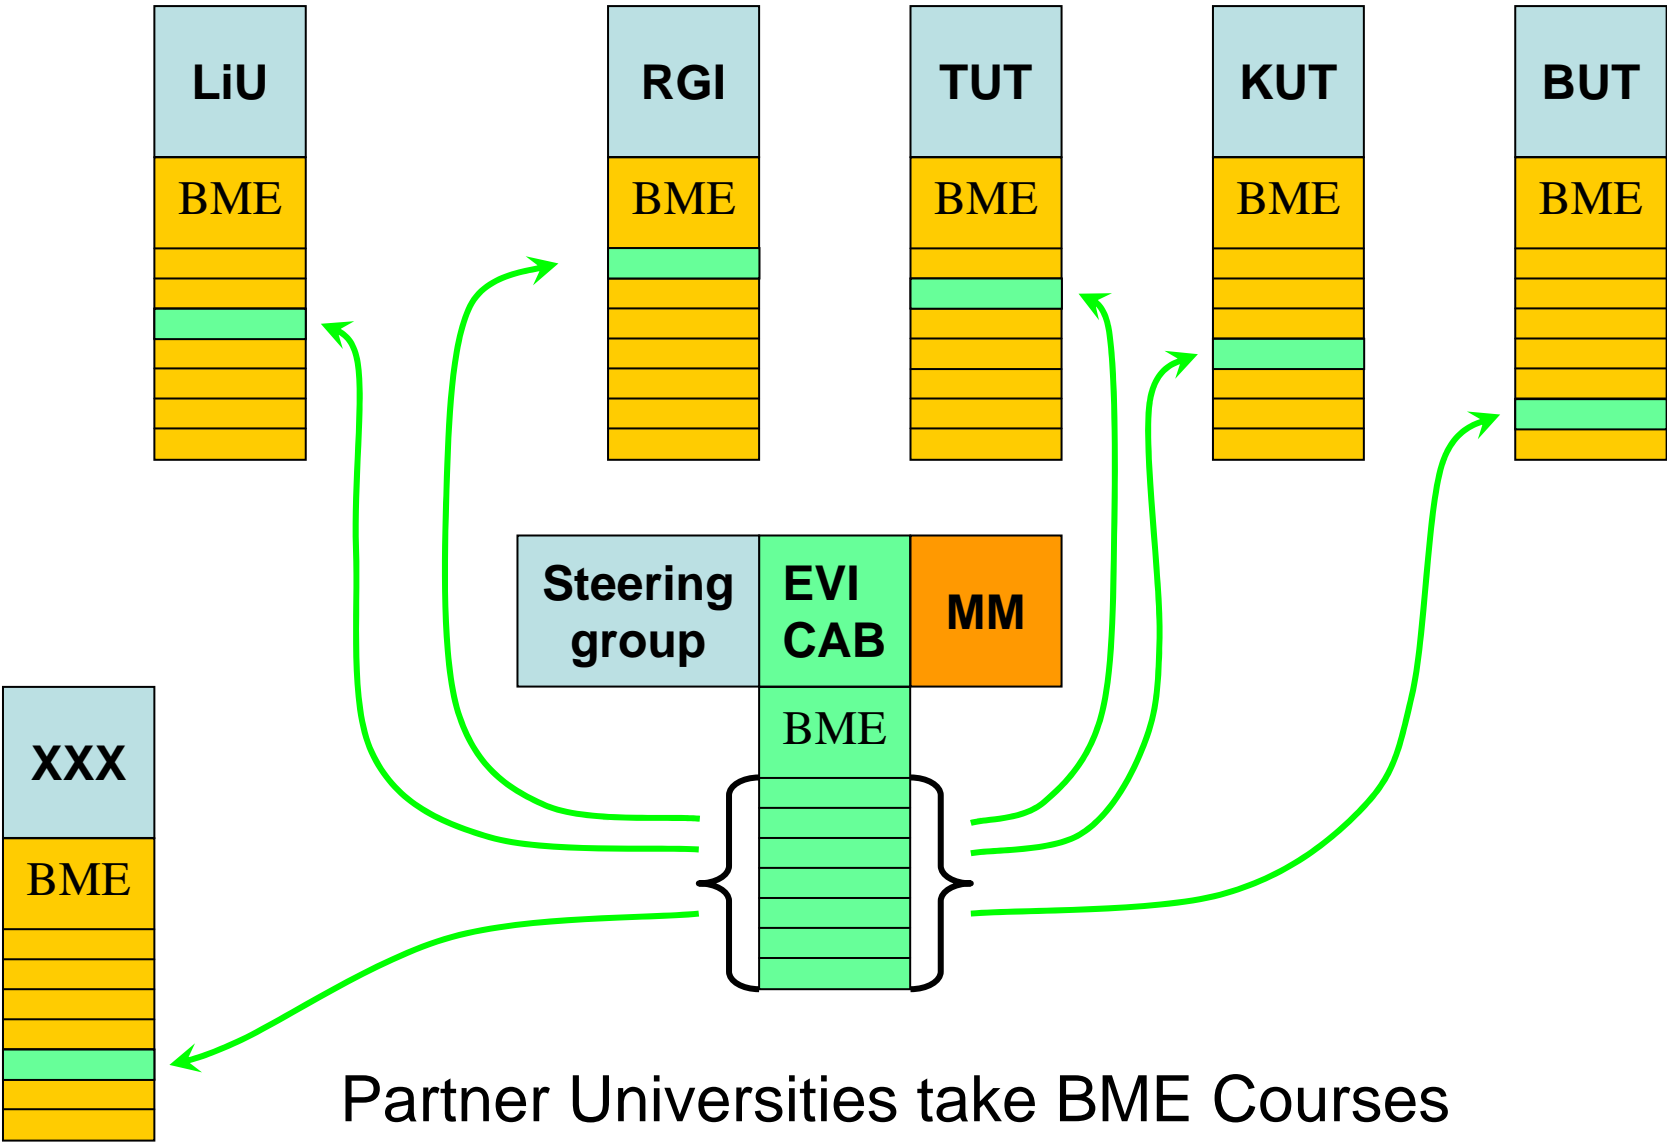 LiU
RGI
TUT
KUT
BUT
BME
BME
BME
BME
BME
Steering
group
EVI
CAB
MM
BME
XXX
BME
Partner Universities take BME Courses